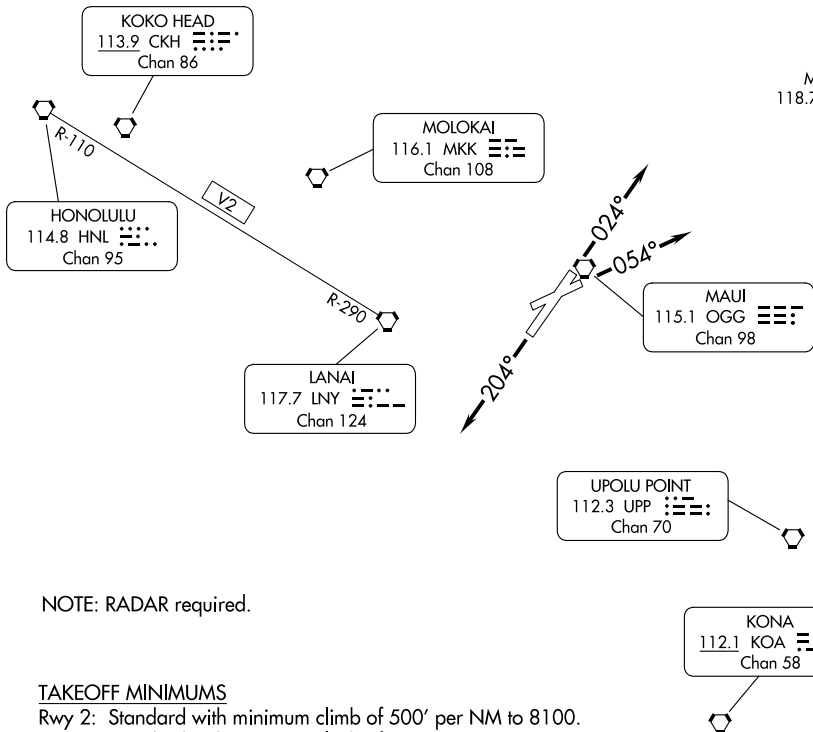 KOKO HEAD
113.9 CKH
Chan 86
M
118.7
R-110
MOLOKAI
116.1 MKK
Chan 108
V2
HONOLULU
114.8 HNL
Chan 95
024°
054°
R-290
MAUI
115.1 OGG
Chan 98
LANAI
117.7 LNY
Chan 124
204°
UPOLU POINT
112.3 UPP
Chan 70
NOTE: RADAR required.
KONA
112.1 KOA
Chan 58
TAKEOFF MINIMUMS
Rwy 2: Standard with minimum climb of 500' per NM to 8100.